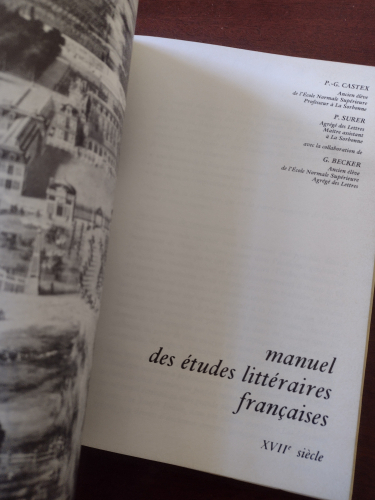 P.-G. CASTEX
Ancien élève
de l'École Normale Supérieure
Professeur à La Sorbonne
P. SURER
Agrégé des Lettres
Maître assistant
à La Sorbonne
avec la collaboration de
G. BECKER
Ancien élève
de l'École Normale Supérieure
Agrégé des Lettres
manuel
des études littéraires
françaises
XVIIe siècle